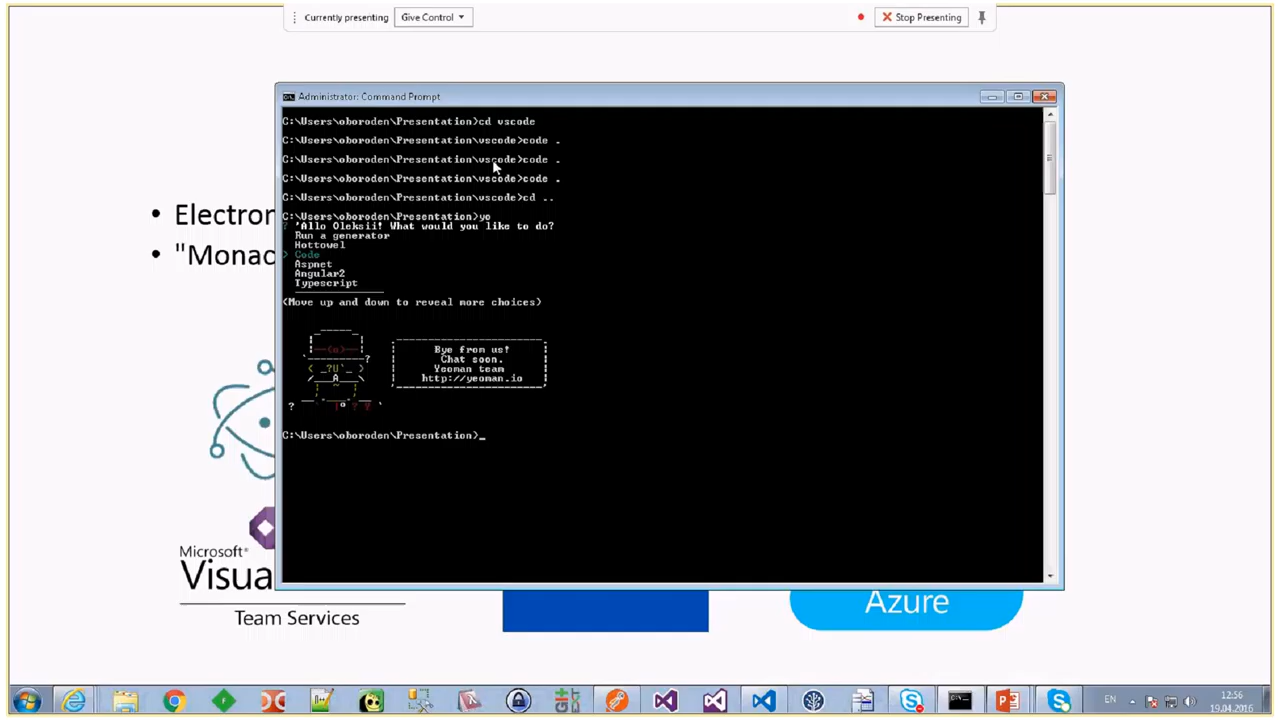 Currently presenting
Give Control
Stop Presenting
Administrator: Command Prompt
C:\Users\oboroden\Presentation>cd vscode
C:\Users\oboroden\Presentation\vscode>code .
C:\Users\oboroden\Presentation\vscode>code .
C:\Users\oboroden\Presentation\vscode>code .
C:\Users\oboroden\Presentation\vscode>cd ..
C:\Users\oboroden\Presentation>yo
? 'Allo Oleksii! What would you like to do?
Run a generator
Hottowel
> Code
Aspnet
Angular2
Typescript
(Move up and down to reveal more choices)
Bye from us!
Chat soon.
Yeoman team
http://yeoman.io
C:\Users\oboroden\Presentation>_
• Electron
• "Monac
Microsoft®
Visua
Team Services
Azure
EN
12:56
19.04.2016